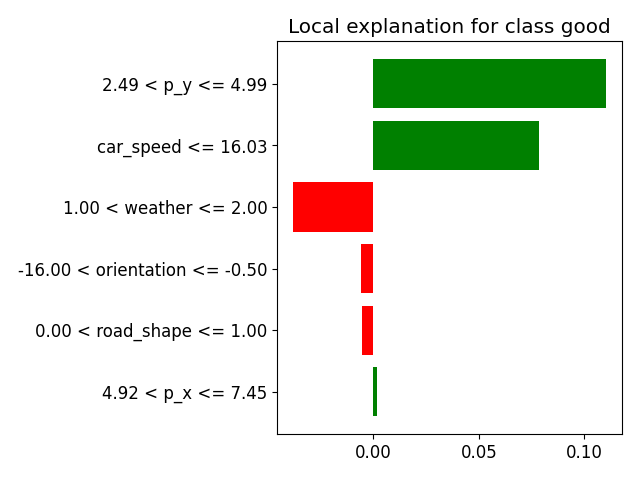 Local explanation for class good
2.49 < p_y <= 4.99
car_speed <= 16.03
1.00 < weather <= 2.00
-16.00 < orientation <= -0.50
0.00 < road_shape <= 1.00
4.92 < p_x <= 7.45
0.00 0.05 0.10